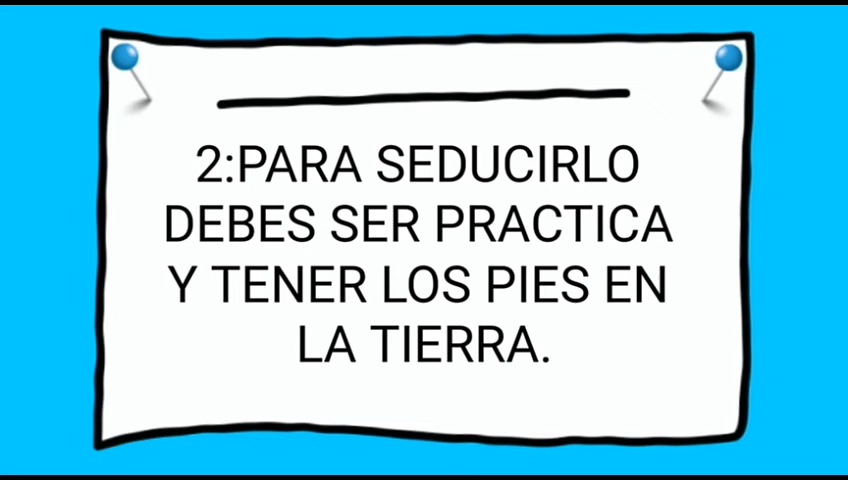 2:PARA SEDUCIRLO
DEBES SER PRACTICA
Y TENER LOS PIES EN
LA TIERRA.